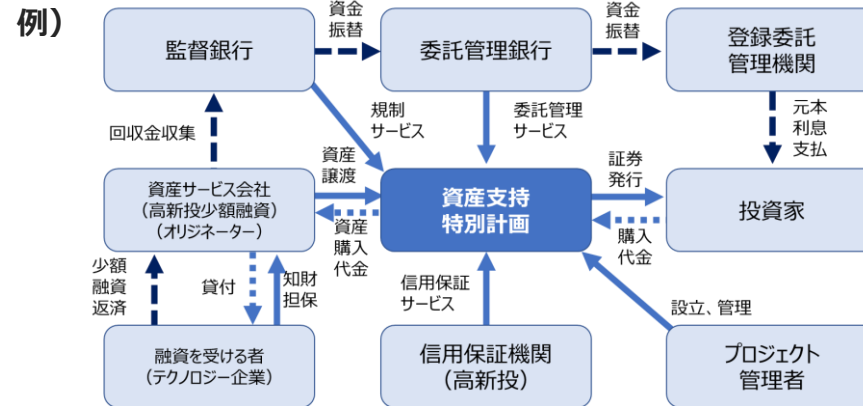 例）
監督銀行
資金
振替
委託管理銀行
資金
振替
登録委託
管理機関
回収金収集
規制
サービス
委託管理
サービス
元本
利息
支払
資産サービス会社
（高新投少額融資）
（オリジネーター）
資産
譲渡
資産
購入
代金
資産支持
特別計画
証券
発行
購入
代金
投資家
少額
融資
返済
貸付
知財
担保
信用保証
サービス
設立、管理
融資を受ける者
（テクノロジー企業）
信用保証機関
（高新投）
プロジェクト
管理者